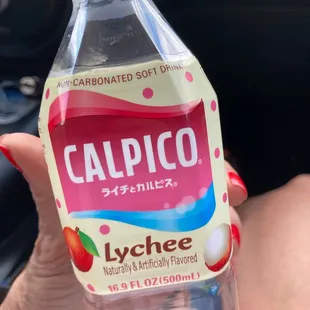 NON-CARBONATED SOFT DRINK
CALPICO®
ライチとカルピス®
Lychee
Naturally & Artificially Flavored
16.9 FL OZ (500mL)